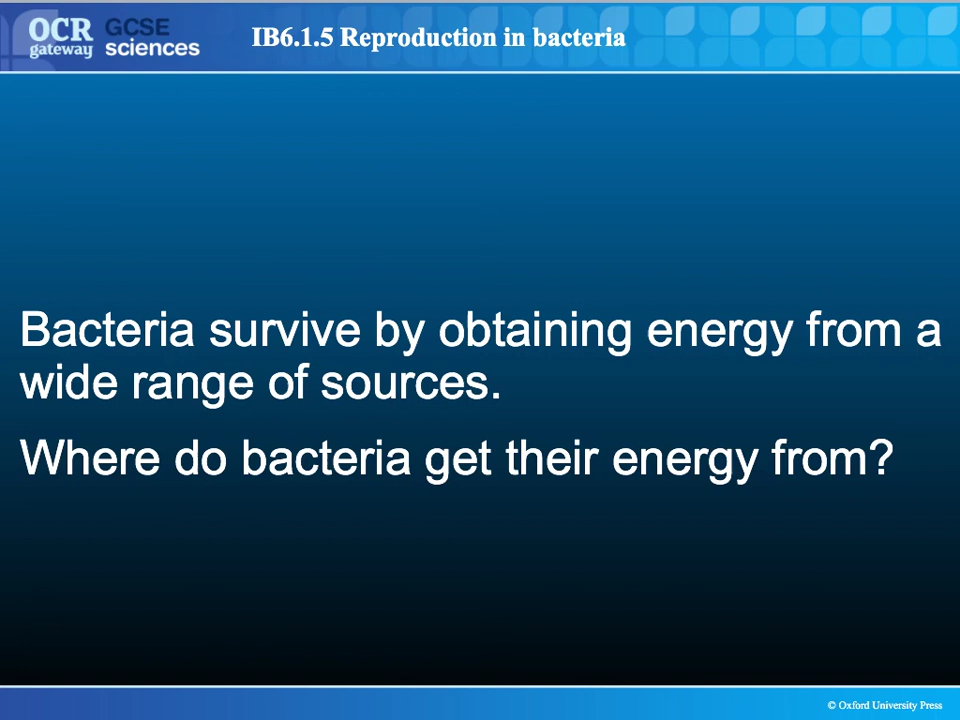 OCR GCSE
gateway sciences
IB6.1.5 Reproduction in bacteria
Bacteria survive by obtaining energy from a
wide range of sources.
Where do bacteria get their energy from?
© Oxford University Press